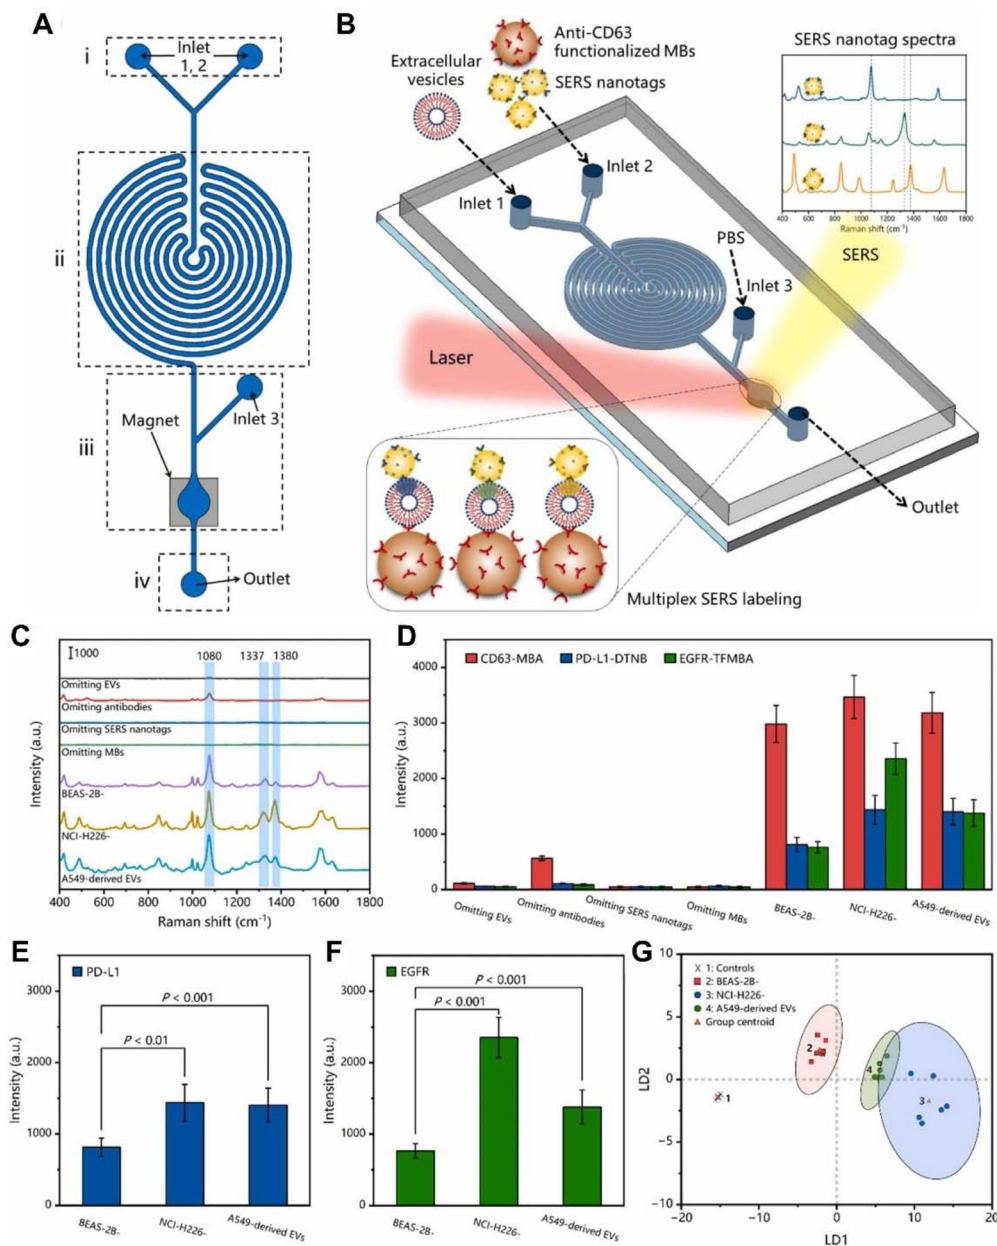 A
i
Inlet
1, 2
ii
iii
Magnet
Inlet 3
iv
Outlet
B
Anti-CD63
functionalized MBs
Extracellular
vesicles
SERS nanotags
Inlet 1
Inlet 2
PBS
Inlet 3
Laser
SERS
Outlet
Multiplex SERS labeling
SERS nanotag spectra
400 600 800 1000 1200 1400 1600 1800
Raman shift (cm-1)
C
1000
1080 1337 1380
Omitting EVs
Omitting antibodies
Omitting SERS nanotags
Omitting MBs
BEAS-2B-
NCI-H226-
A549-derived EVs
Intensity (a.u.)
400 600 800 1000 1200 1400 1600 1800
Raman shift (cm-1)
D
CD63-MBA PD-L1-DTNB EGFR-TFMBA
Intensity (a.u.)
4000
3000
2000
1000
0
Omitting EVs
Omitting antibodies
Omitting SERS nanotags
Omitting MBs
BEAS-2B-
NCI-H226-
A549-derived EVs
E
PD-L1
Intensity (a.u.)
3000
2000
1000
0
P < 0.001
P < 0.01
BEAS-2B-
NCI-H226-
A549-derived EVs
F
EGFR
Intensity (a.u.)
3000
2000
1000
0
P < 0.001
P < 0.001
BEAS-2B-
NCI-H226-
A549-derived EVs
G
1: Controls
2: BEAS-2B-
3: NCI-H226-
4: A549-derived EVs
Group centroid
LD2
10
5
0
−5
−10
1
2
3
4
−20 −10 0 10 20
LD1